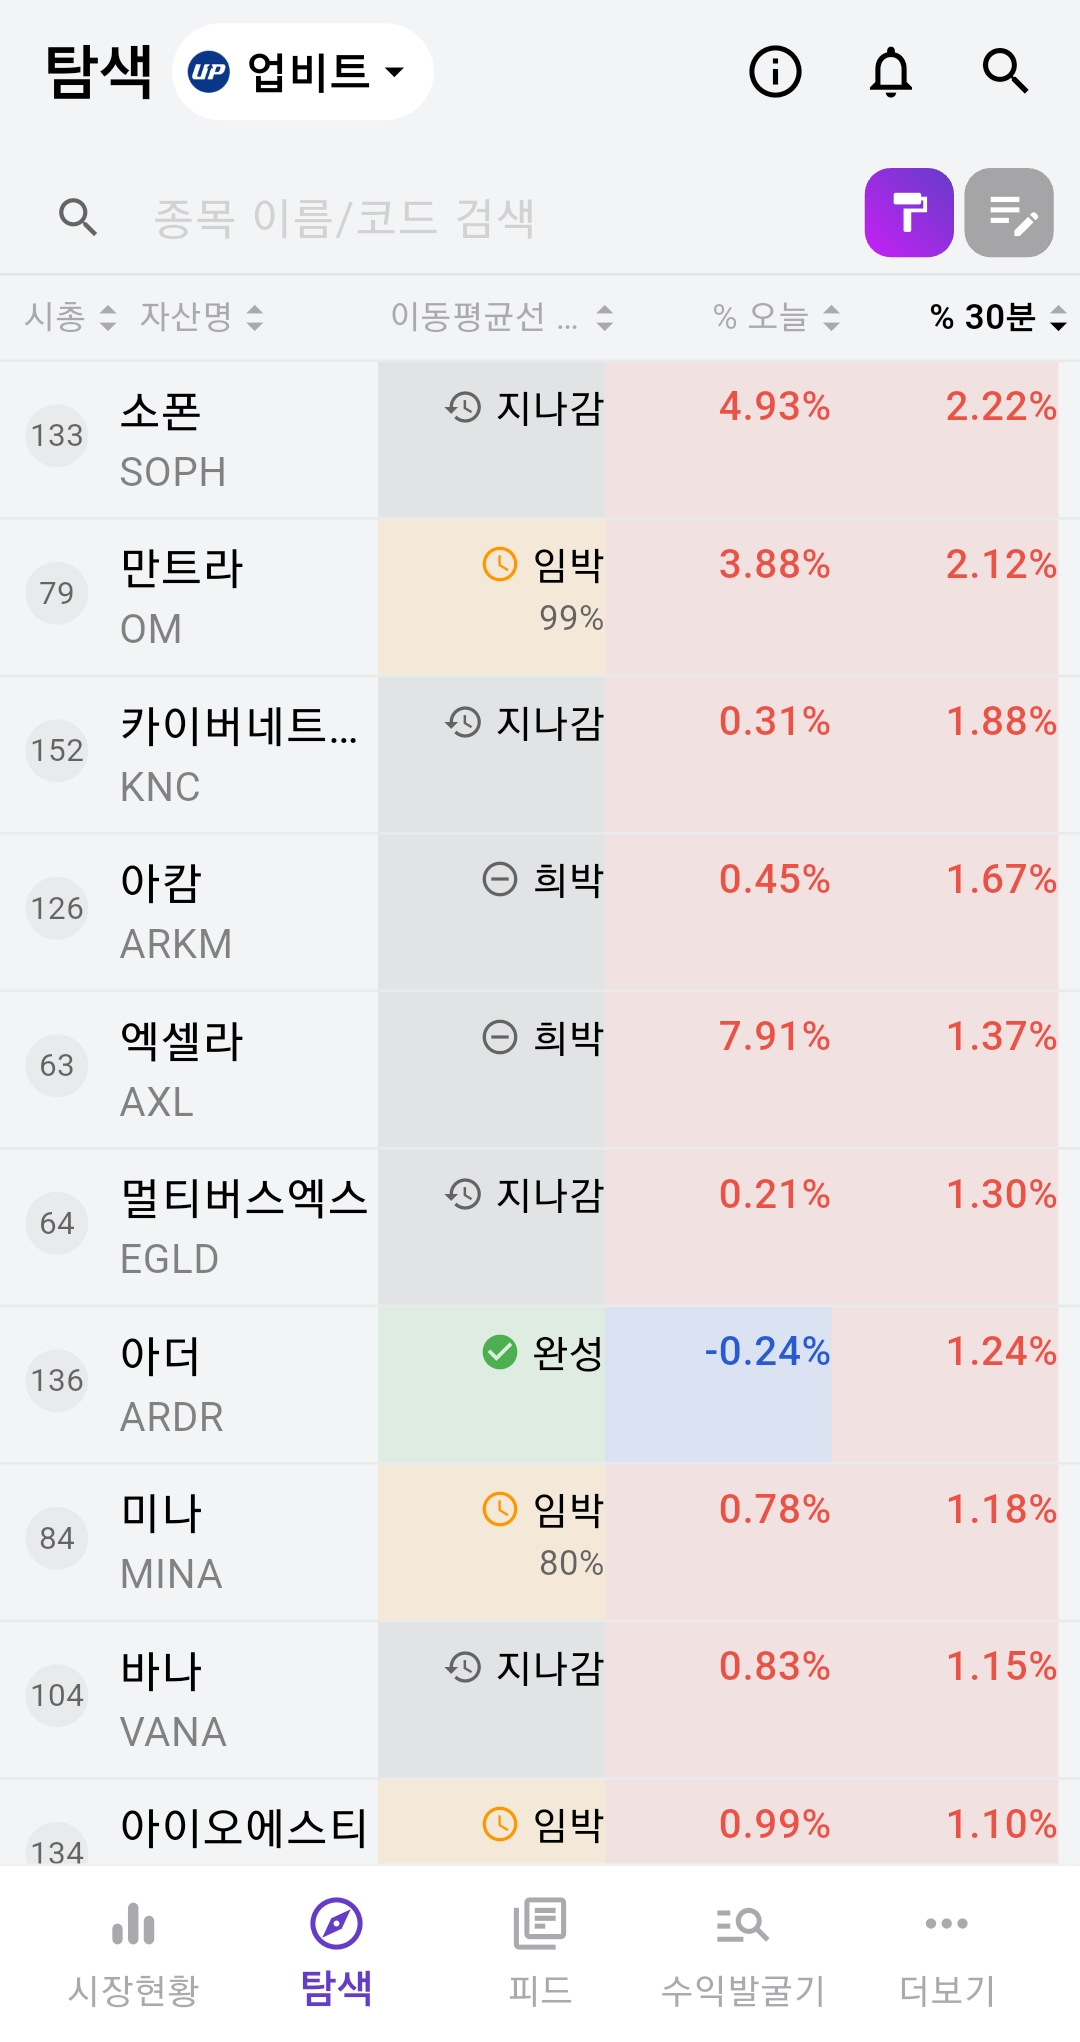 탐색 UP 업비트
종목 이름/코드 검색
시총 자산명 이동평균선 ... % 오늘 % 30분
133 소폰 지나감 4.93% 2.22%
SOPH
79 만트라 임박 3.88% 2.12%
OM 99%
152 카이버네트... 지나감 0.31% 1.88%
KNC
126 아캄 희박 0.45% 1.67%
ARKM
63 엑셀라 희박 7.91% 1.37%
AXL
64 멀티버스엑스 지나감 0.21% 1.30%
EGLD
136 아더 완성 -0.24% 1.24%
ARDR
84 미나 임박 0.78% 1.18%
MINA 80%
104 바나 지나감 0.83% 1.15%
VANA
134 아이오에스티 임박 0.99% 1.10%
시장현황 탐색 피드 수익발굴기 더보기